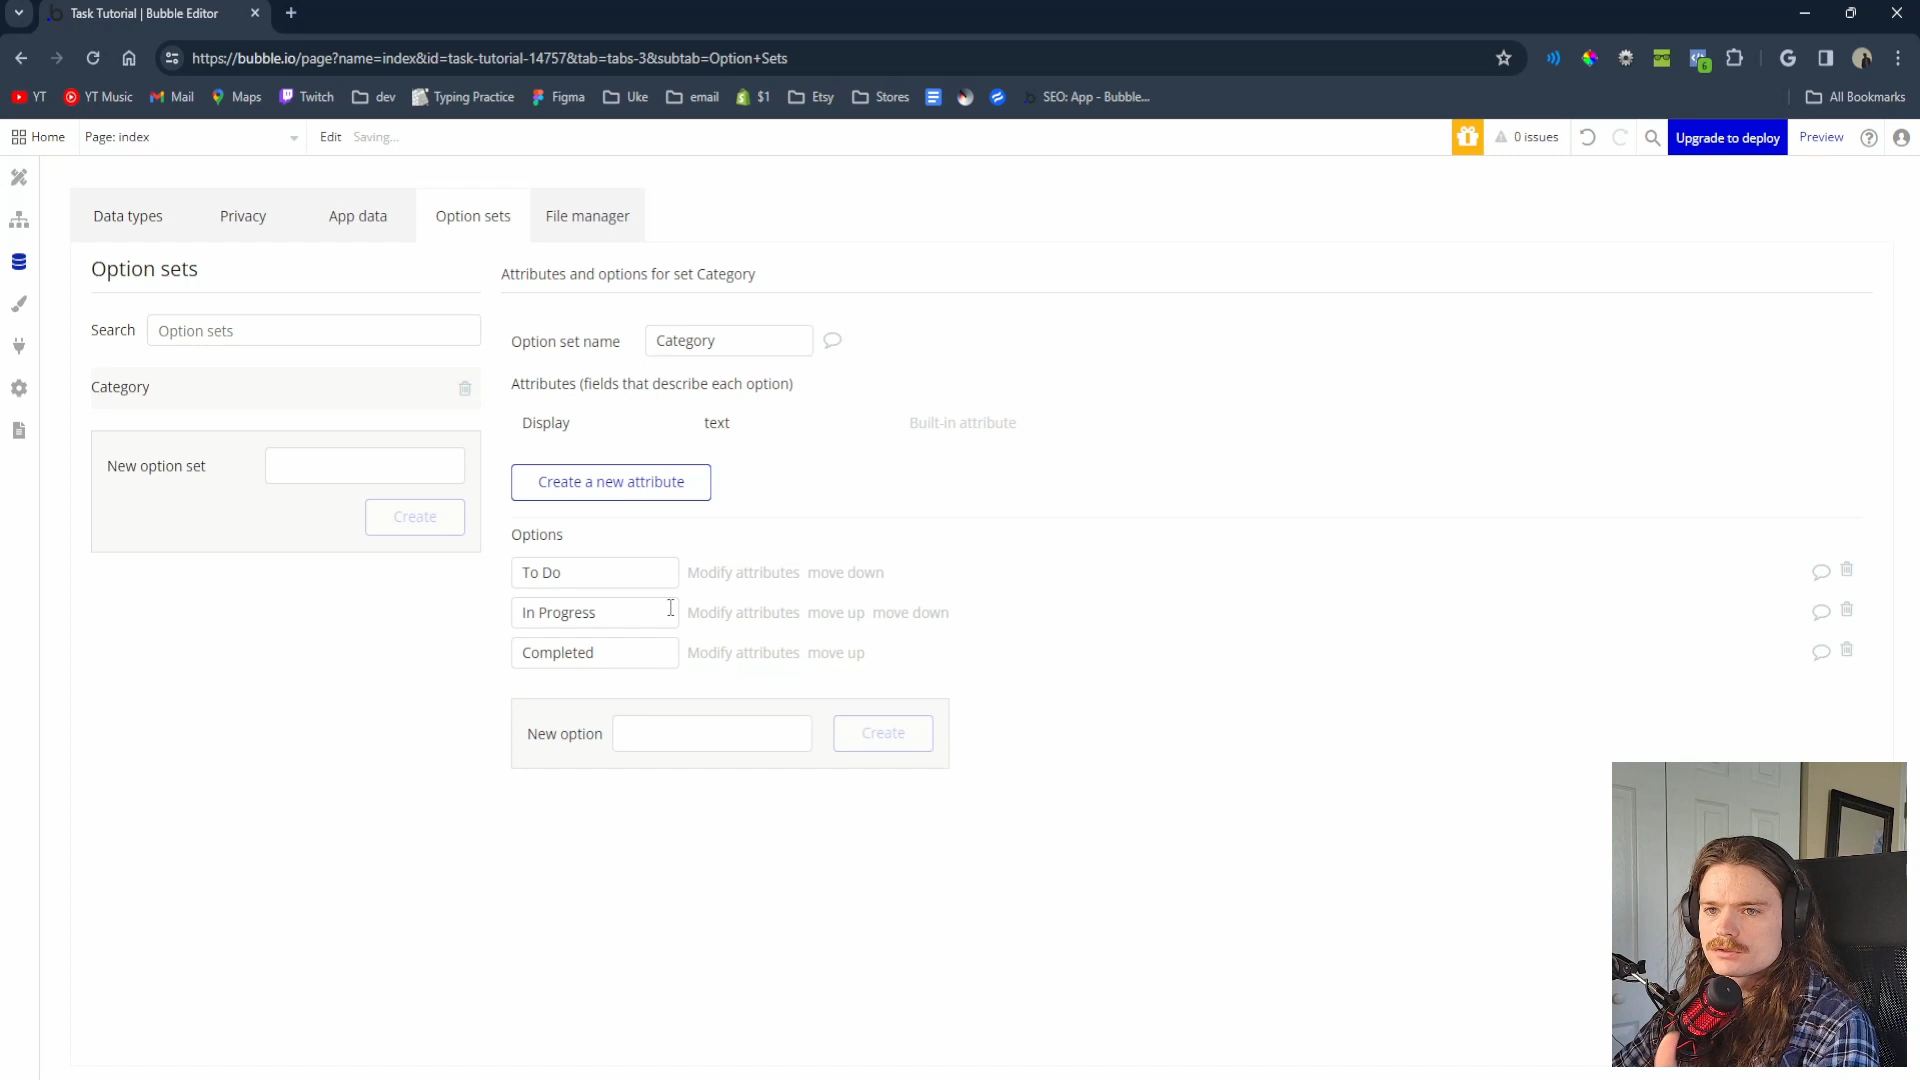 Task Tutorial | Bubble Editor
https://bubble.io/page?name=index&id=task-tutorial-14757&tab=tabs-3&subtab=Option+Sets
6
YT
YT Music
Mail
Maps
Twitch
dev
Typing Practice
Figma
Uke
email
$1
Etsy
Stores
SEO: App - Bubble...
All Bookmarks
Home
Page: index
Edit
Saving...
0 issues
Upgrade to deploy
Preview
Data types
Privacy
App data
Option sets
File manager
Option sets
Search
Option sets
Category
New option set
Create
Attributes and options for set Category
Option set name
Category
Attributes (fields that describe each option)
Display text Built-in attribute
Create a new attribute
Options
To Do Modify attributes move down
In Progress Modify attributes move up move down
Completed Modify attributes move up
New option
Create